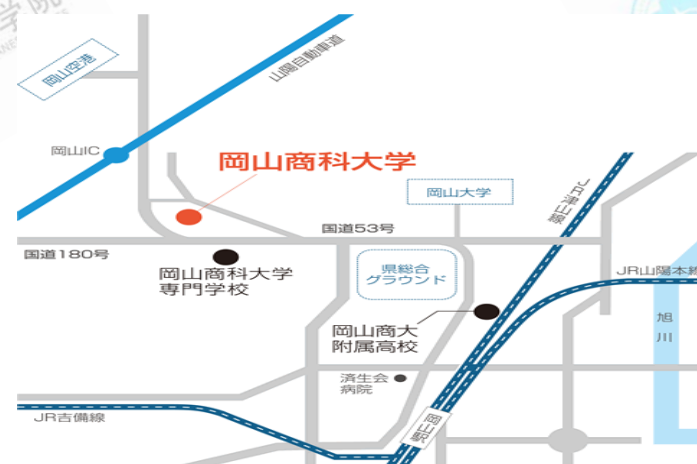 学院
岡山空港
山陽自動車道
岡山IC
岡山商科大学
岡山大学
JR津山線
国道53号
国道180号
岡山商科大学
専門学校
県総合
グラウンド
JR山陽本線
旭
川
岡山商大
附属高校
済生会
病院
JR吉備線
岡山駅